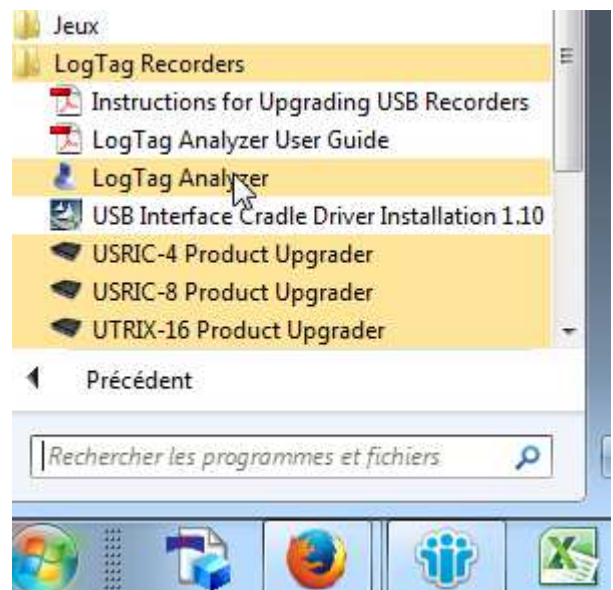 Jeux
LogTag Recorders
Instructions for Upgrading USB Recorders
LogTag Analyzer User Guide
LogTag Analyzer
USB Interface Cradle Driver Installation 1.10
USRIC-4 Product Upgrader
USRIC-8 Product Upgrader
UTRIX-16 Product Upgrader
Précédent
Rechercher les programmes et fichiers